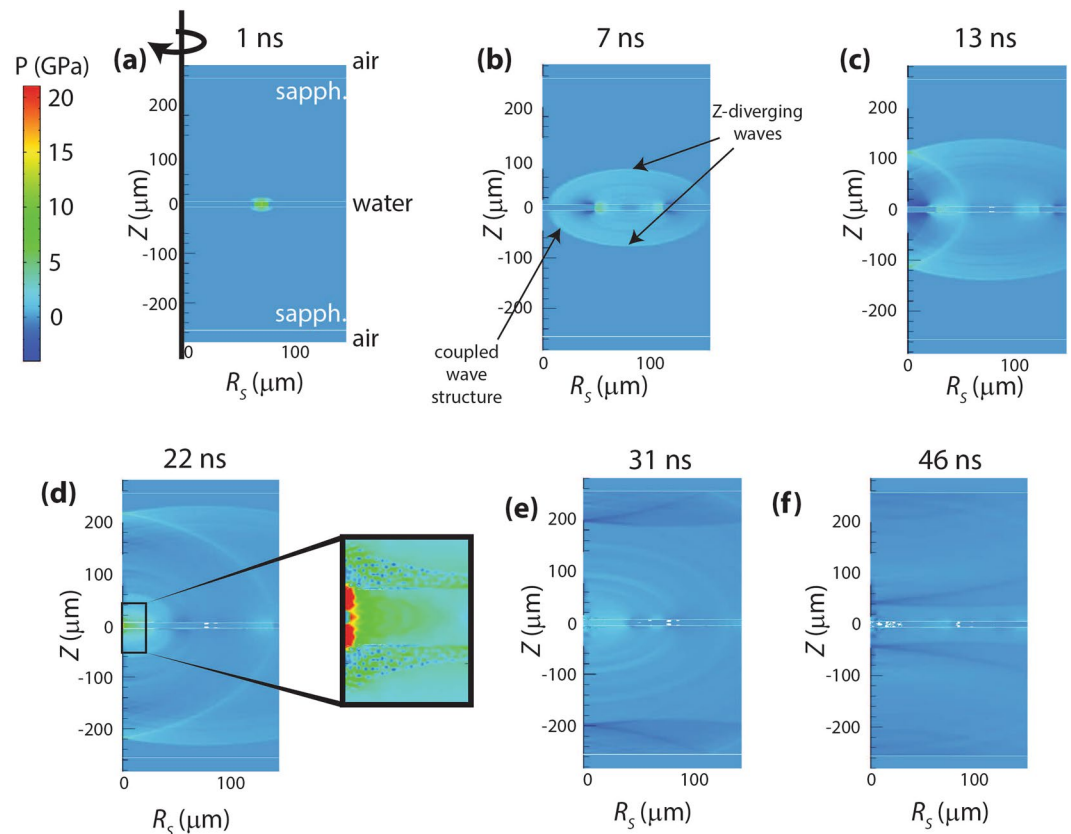 1 ns
7 ns
13 ns
(a)
(b)
(c)
P (GPa)
20
15
10
5
0
air
sapph.
water
sapph.
air
Z (μm)
200
100
0
-100
-200
0
100
R_S (μm)
Z-diverging
waves
coupled
wave
structure
Z (μm)
200
100
0
-100
-200
0
100
R_S (μm)
Z (μm)
200
100
0
-100
-200
0
100
R_S (μm)
22 ns
31 ns
46 ns
(d)
(e)
(f)
Z (μm)
200
100
0
-100
-200
0
100
R_S (μm)
Z (μm)
200
100
0
-100
-200
0
100
R_S (μm)
Z (μm)
200
100
0
-100
-200
0
100
R_S (μm)